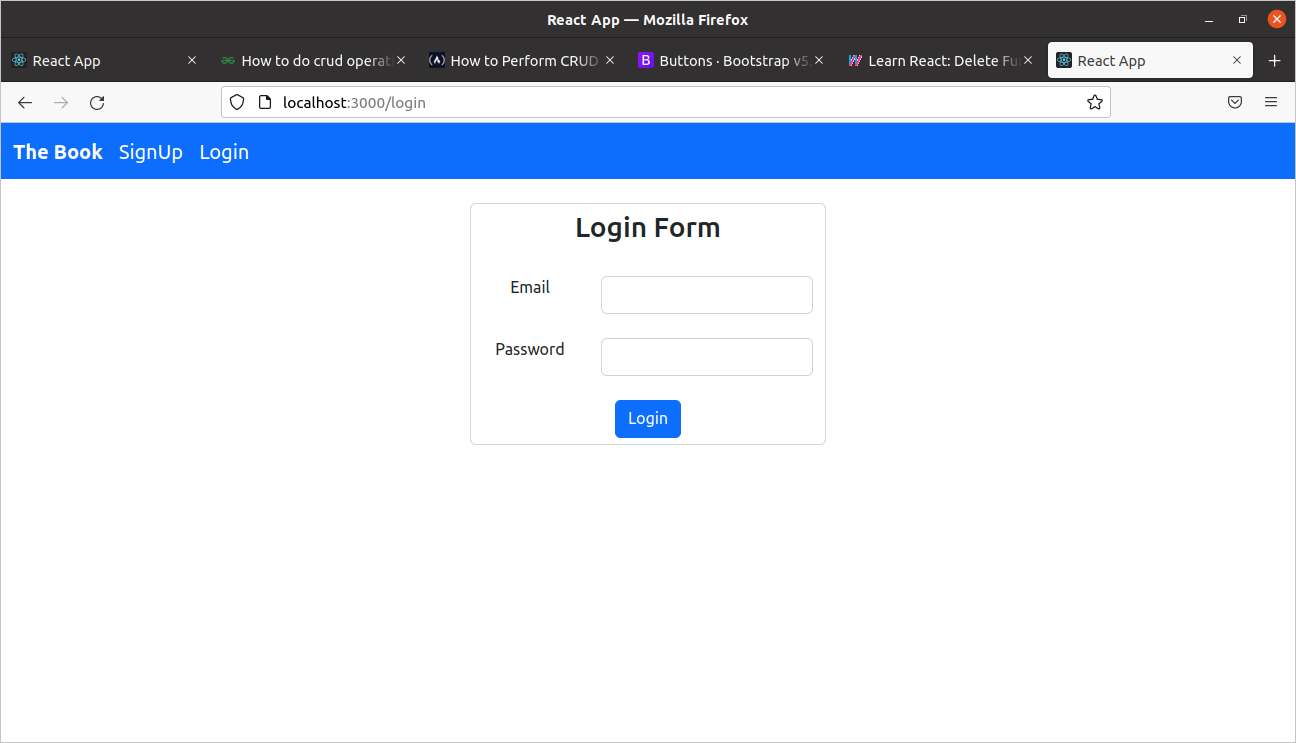 React App — Mozilla Firefox
React App How to do crud operat How to Perform CRUD B Buttons · Bootstrap v5. Learn React: Delete Fu React App
localhost:3000/login
The Book SignUp Login
Login Form
Email
Password
Login